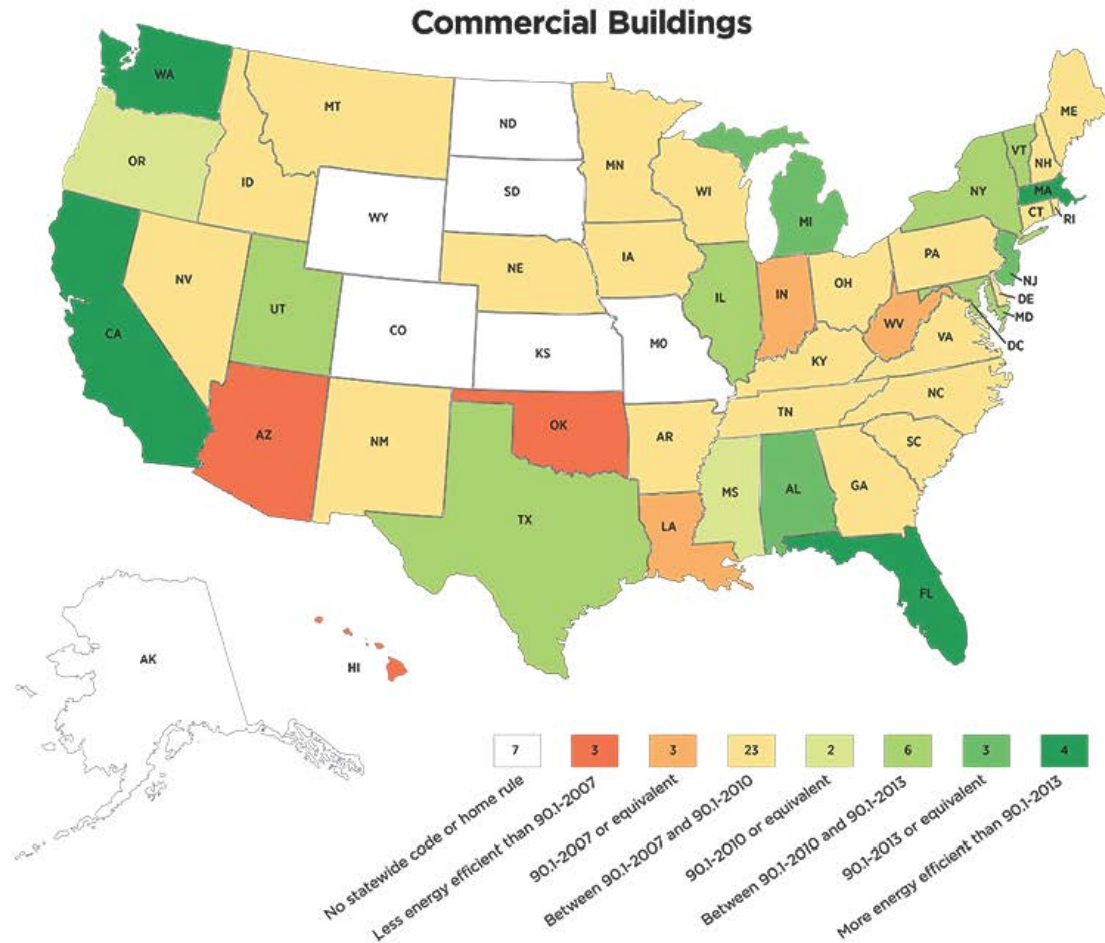 Commercial Buildings
WA
MT
ND
MN
ME
VT
NH
OR
ID
SD
WI
NY
MA
MI
CT
RI
WY
IA
PA
NE
NV
OH
NJ
IL
IN
DE
UT
MD
CA
CO
WV
VA
DC
KS
MO
KY
NC
TN
AZ
OK
NM
AR
SC
MS
AL
GA
TX
LA
FL
AK
HI
7
3
3
23
2
6
3
4
No statewide code or home rule
Less energy efficient than 90.1-2007
90.1-2007 or equivalent
Between 90.1-2007 and 90.1-2010
90.1-2010 or equivalent
Between 90.1-2010 and 90.1-2013
90.1-2013 or equivalent
More energy efficient than 90.1-2013